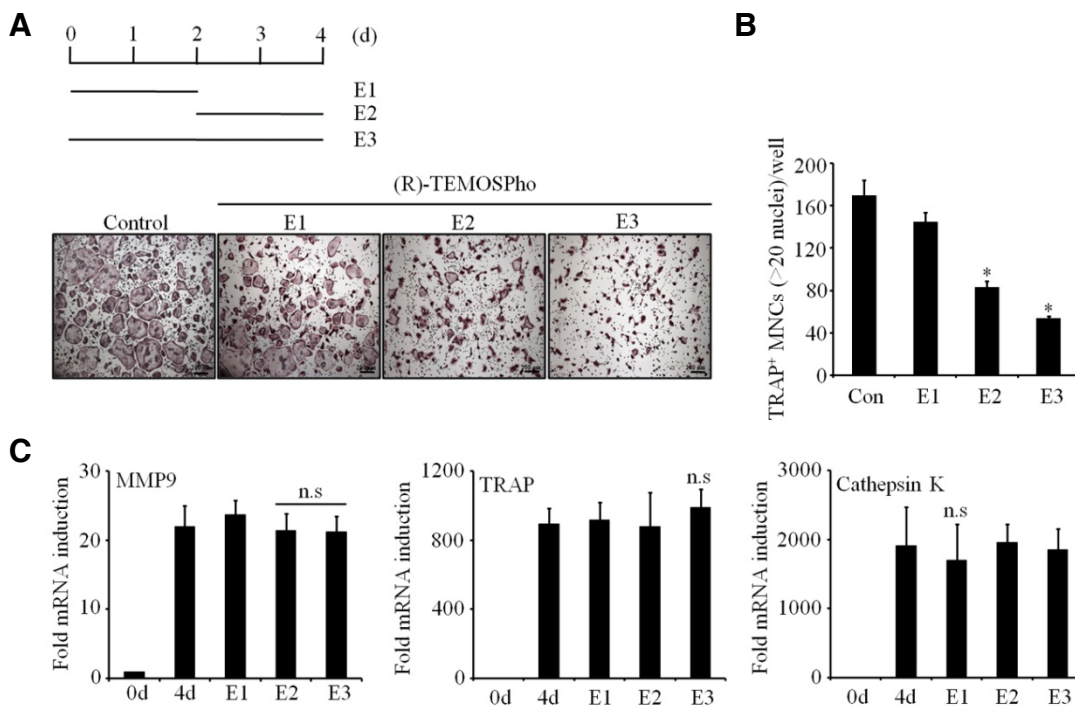 A
0 1 2 3 4 (d)
E1
E2
E3
(R)-TEMOSPho
Control E1 E2 E3
B
TRAP⁺ MNCs (>20 nuclei)/well
200
160
120
80
40
0
*
*
Con E1 E2 E3
C
Fold mRNA induction
30
20
10
0
MMP9
n.s
0d 4d E1 E2 E3
Fold mRNA induction
1200
800
400
0
TRAP
n.s
0d 4d E1 E2 E3
Fold mRNA induction
3000
2000
1000
0
Cathepsin K
n.s
0d 4d E1 E2 E3